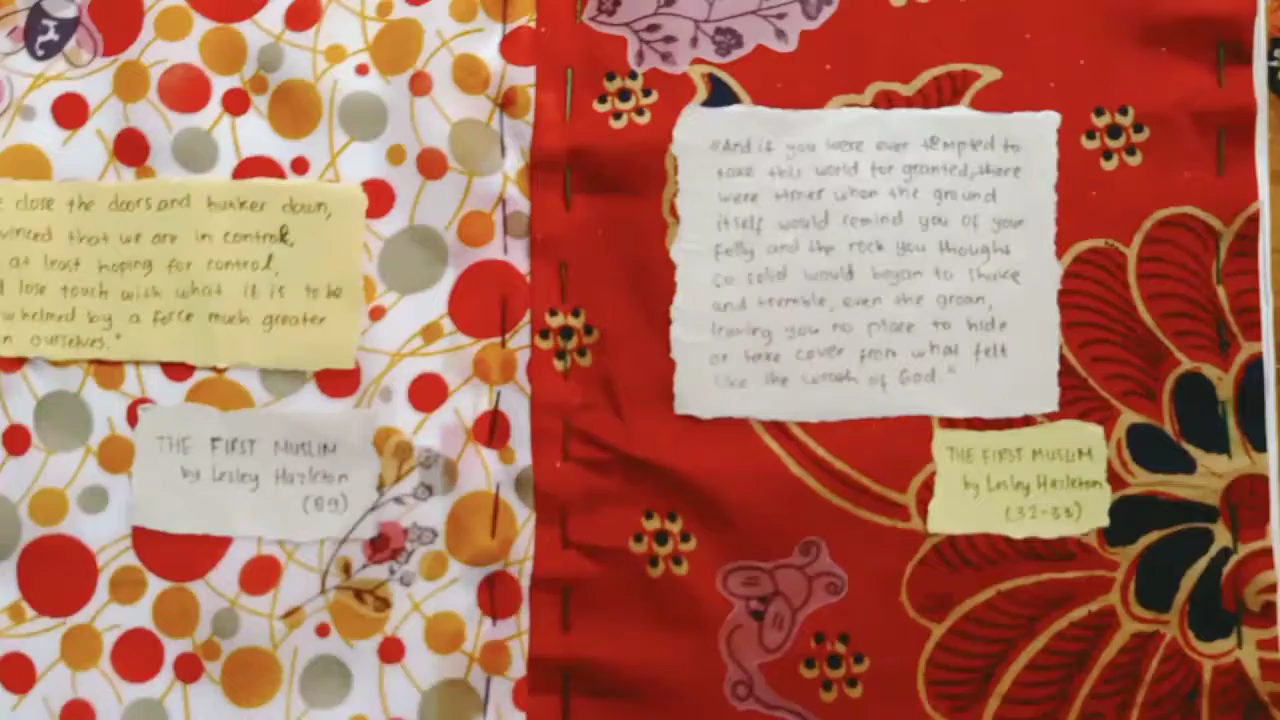 close the doors and hunker down,
vinced that we are in control,
at least hoping for control,
lose touch with what it is to be
whelmed by a force much greater
n ourselves."
THE FIRST MUSLIM
by Lesley Hazleton
(89)
"And if you were ever tempted to
take this world for granted, there
were times when the ground
itself would remind you of your
folly and the rock you thought
so solid would began to shake
and tremble, even the groan,
leaving you no place to hide
or take cover from what felt
like the wrath of God."
THE FIRST MUSLIM
by Lesley Hazleton
(32-33)